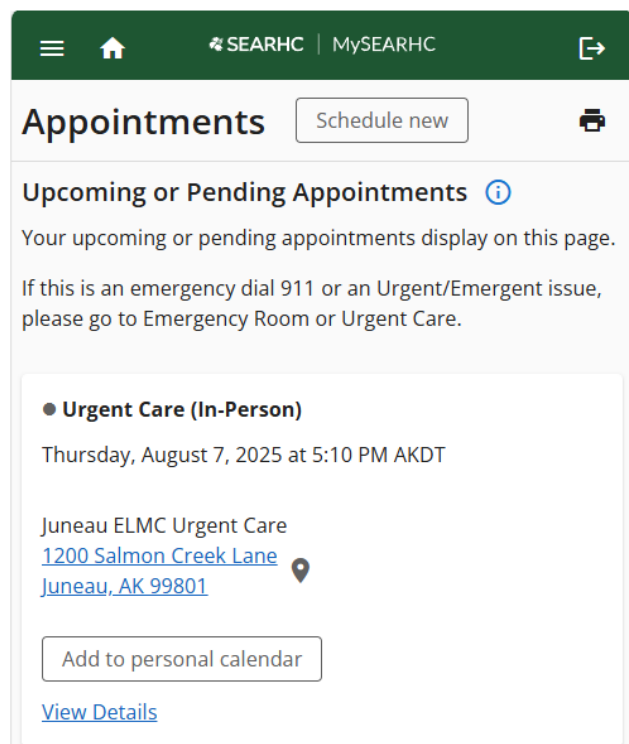 SEARHC | MySEARHC
Appointments Schedule new
Upcoming or Pending Appointments
Your upcoming or pending appointments display on this page.
If this is an emergency dial 911 or an Urgent/Emergent issue,
please go to Emergency Room or Urgent Care.
Urgent Care (In-Person)
Thursday, August 7, 2025 at 5:10 PM AKDT
Juneau ELMC Urgent Care
1200 Salmon Creek Lane
Juneau, AK 99801
Add to personal calendar
View Details